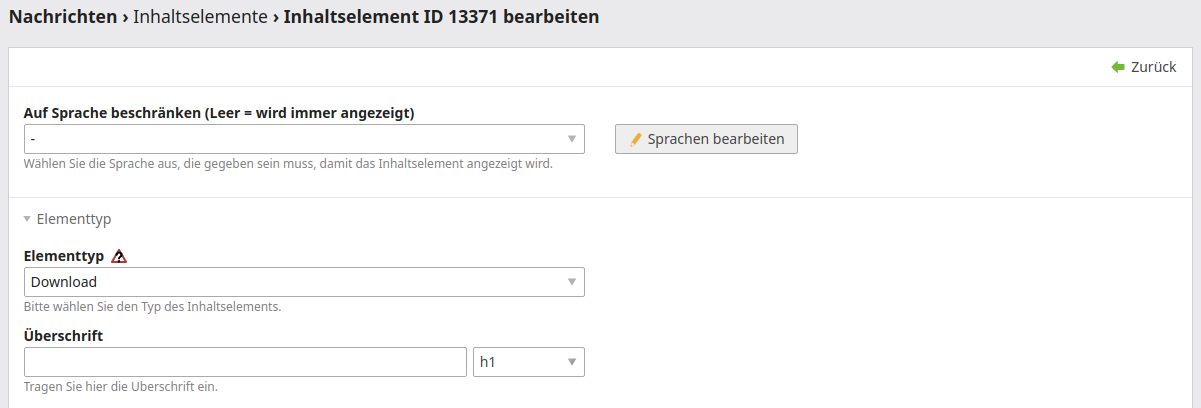 Nachrichten › Inhaltselemente › Inhaltselement ID 13371 bearbeiten
Zurück
Auf Sprache beschränken (Leer = wird immer angezeigt)
-
Sprachen bearbeiten
Wählen Sie die Sprache aus, die gegeben sein muss, damit das Inhaltselement angezeigt wird.
Elementtyp
Elementtyp
Download
Bitte wählen Sie den Typ des Inhaltselements.
Überschrift
h1
Tragen Sie hier die Überschrift ein.